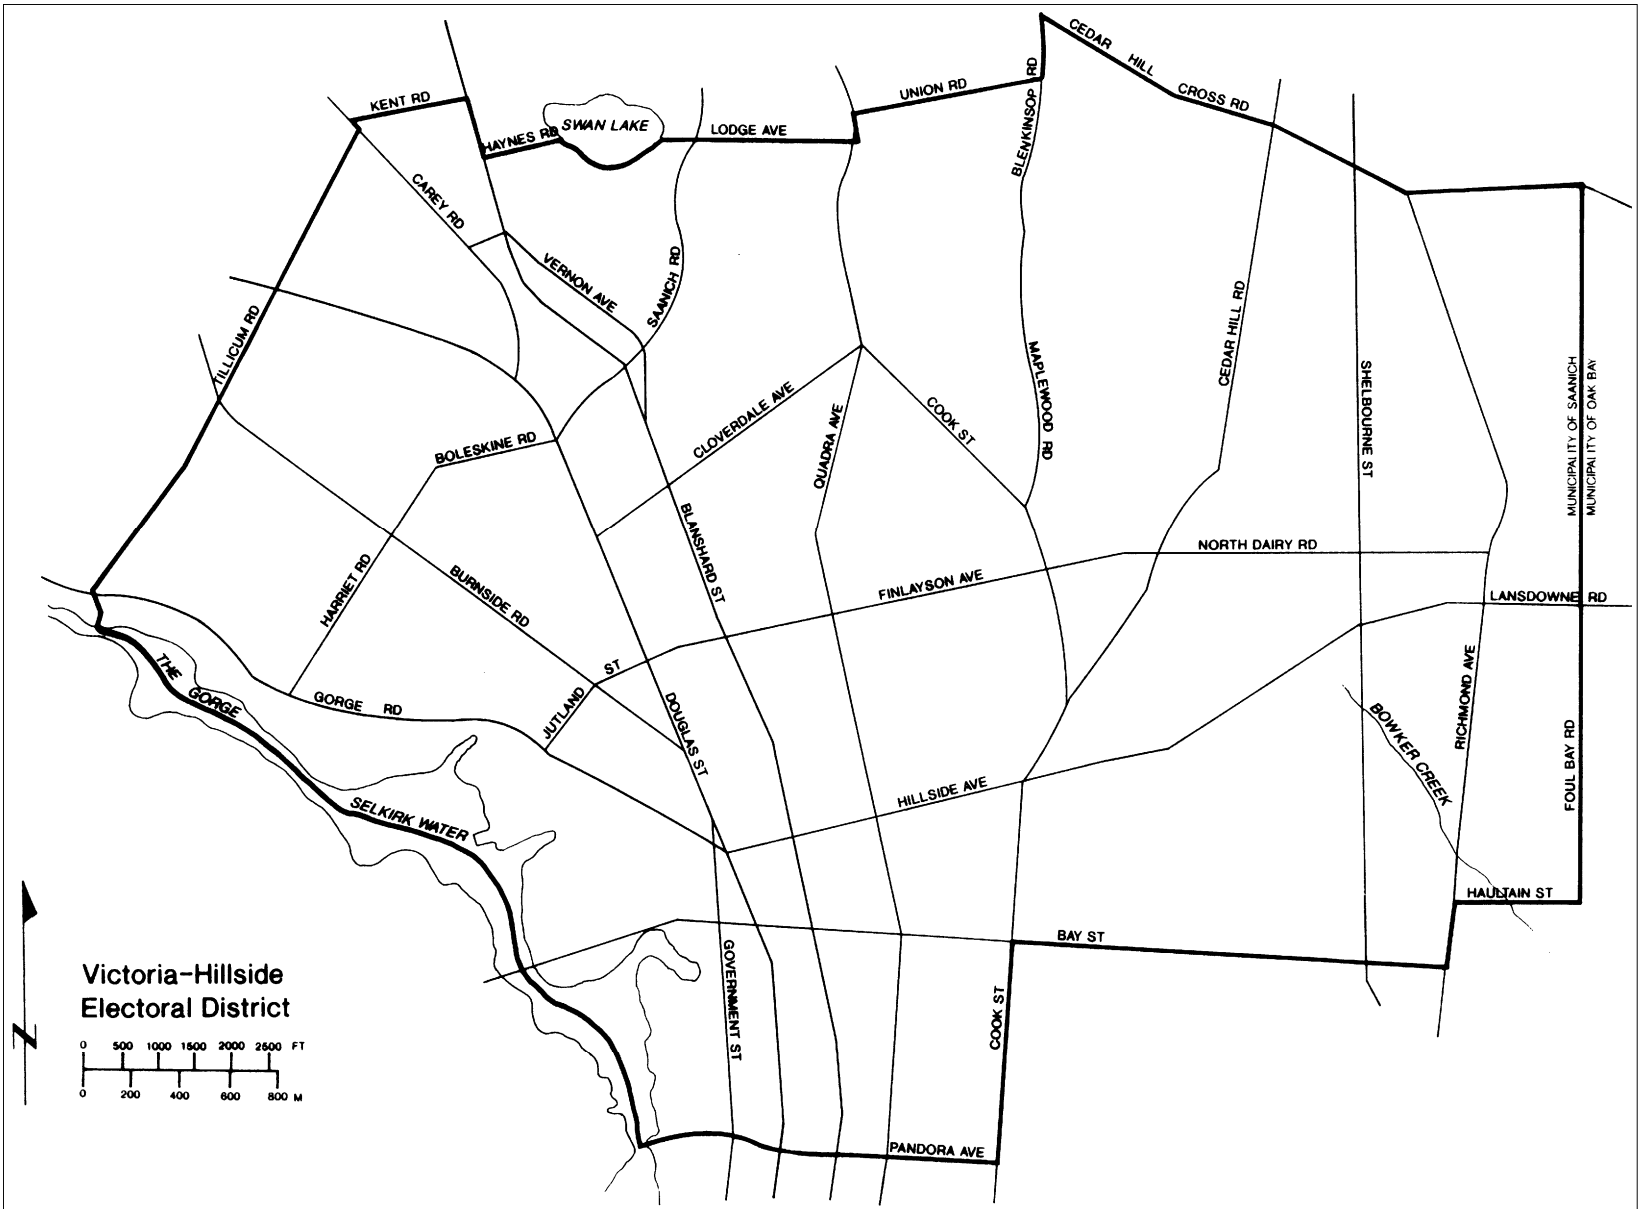 CEDAR HILL CROSS RD
UNION RD
BLENKINSOP RD
KENT RD
HAYNES RD
SWAN LAKE
LODGE AVE
CAREY RD
VERNON AVE
SAANICH RD
TILLICUM RD
CEDAR HILL RD
MAPLEWOOD RD
SHELBOURNE ST
MUNICIPALITY OF SAANICH
MUNICIPALITY OF OAK BAY
CLOVERDALE AVE
QUADRA AVE
COOK ST
BOLESKINE RD
BLANSHARD ST
HARRIET RD
BURNSIDE RD
FINLAYSON AVE
NORTH DAIRY RD
LANSDOWNE RD
THE GORGE
GORGE RD
JUTLAND ST
DOUGLAS ST
RICHMOND AVE
BOWKER CREEK
FOUL BAY RD
HILLSIDE AVE
SELKIRK WATER
HAULTAIN ST
BAY ST
GOVERNMENT ST
COOK ST
PANDORA AVE
N
Victoria-Hillside
Electoral District
0 500 1000 1500 2000 2600 FT
0 200 400 600 800 M